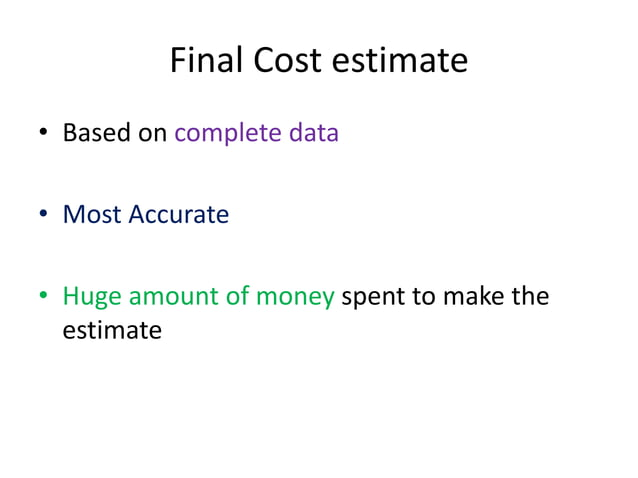 Final Cost estimate
• Based on complete data
• Most Accurate
• Huge amount of money spent to make the
estimate